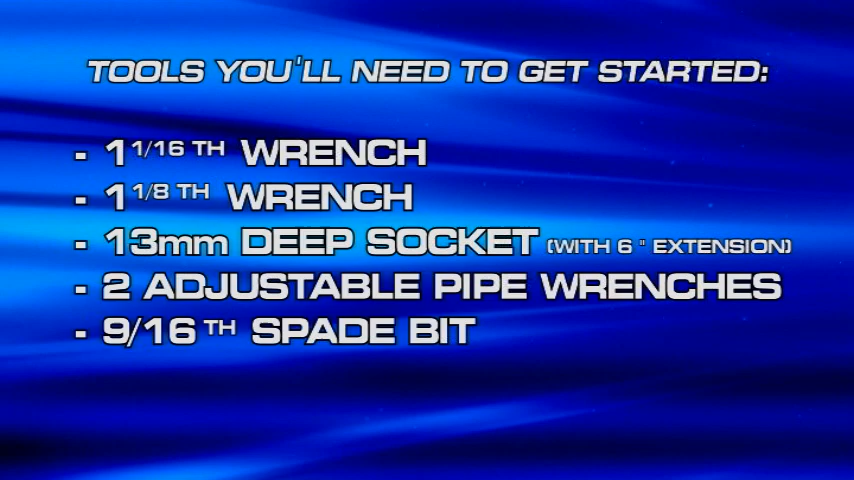 TOOLS YOU'LL NEED TO GET STARTED:
- 1 1/16 TH WRENCH
- 1 1/8 TH WRENCH
- 13mm DEEP SOCKET (WITH 6 " EXTENSION)
- 2 ADJUSTABLE PIPE WRENCHES
- 9/16 TH SPADE BIT